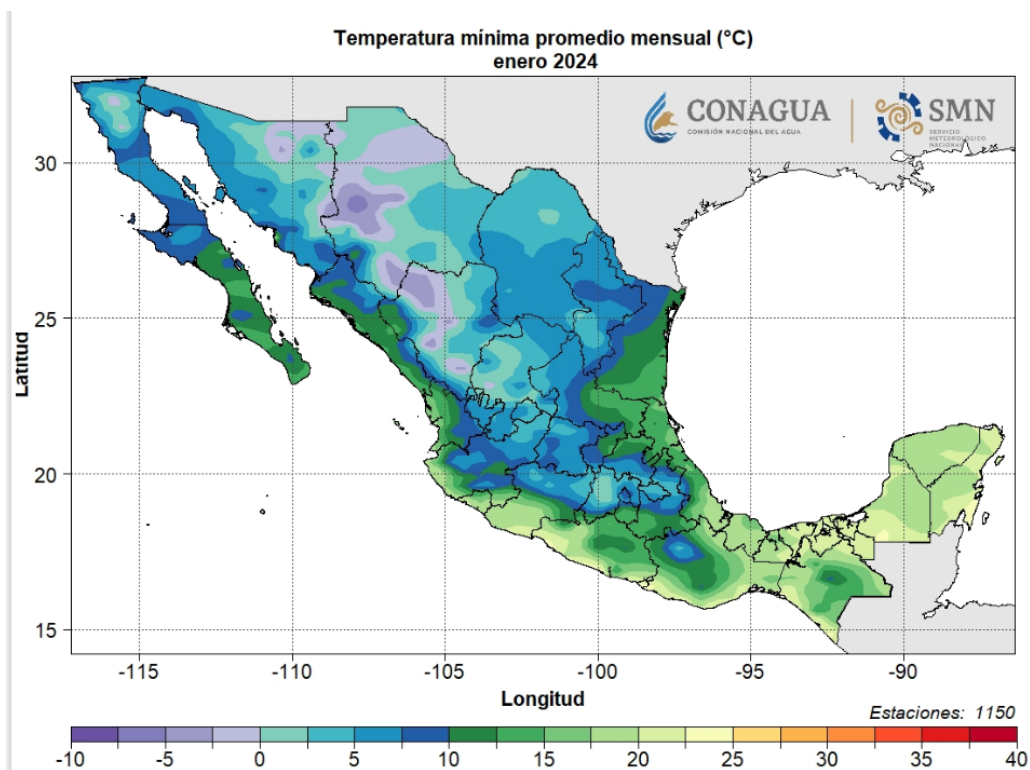 Temperatura mínima promedio mensual (°C)
enero 2024
CONAGUA
COMISIÓN NACIONAL DEL AGUA
SMN
SERVICIO
METEOROLÓGICO
NACIONAL
Latitud
30
25
20
15
-115 -110 -105 -100 -95 -90
Longitud
Estaciones: 1150
-10 -5 0 5 10 15 20 25 30 35 40